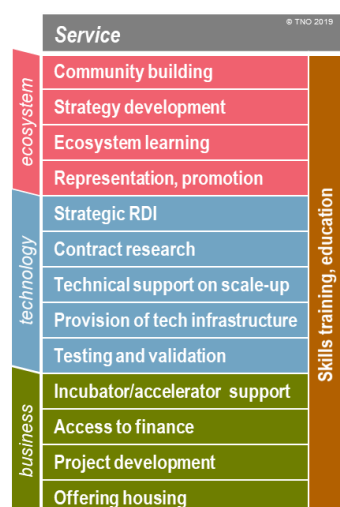 © TNO 2019
Service
ecosystem
Community building
Strategy development
Ecosystem learning
Representation, promotion
technology
Strategic RDI
Contract research
Technical support on scale-up
Provision of tech infrastructure
Testing and validation
business
Incubator/accelerator support
Access to finance
Project development
Offering housing
Skills training, education